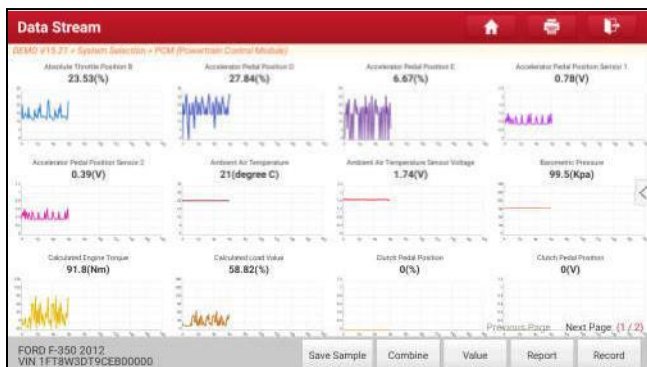 Data Stream
DEMO V15.21 > System Selection > PCM (Powertrain Control Module)
Absolute Throttle Position B
Accelerator Pedal Position D
Accelerator Pedal Position E
Accelerator Pedal Position Sensor 1
23.53(%)
27.84(%)
6.67(%)
0.78(V)
Accelerator Pedal Position Sensor 2
Ambient Air Temperature
Ambient Air Temperature Sensor Voltage
Barometric Pressure
0.39(V)
21(degree C)
1.74(V)
99.5(Kpa)
Calculated Engine Torque
Calculated Load Value
Clutch Pedal Position
Clutch Pedal Position
91.8(Nm)
58.82(%)
0(%)
0(V)
Previous Page
Next Page (1 / 2)
FORD F-350 2012
VIN 1FT8W3DT9CEB00000
Save Sample
Combine
Value
Report
Record